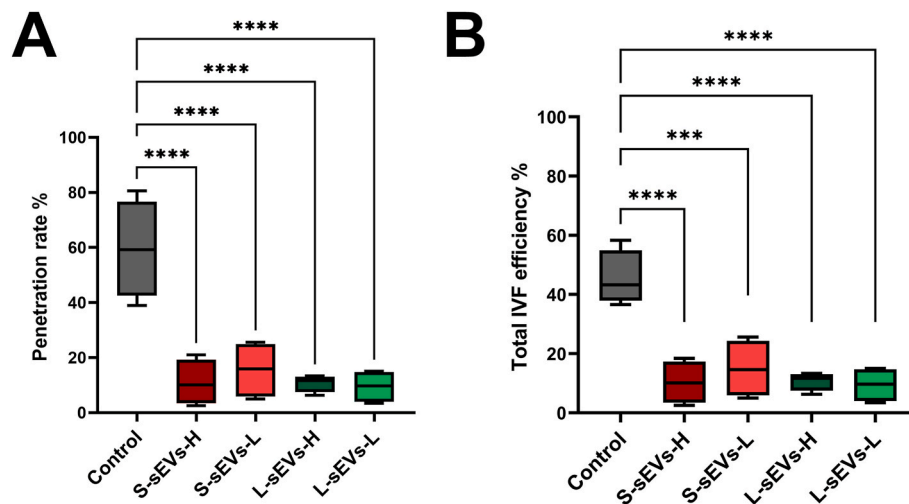 A
****
****
****
****
Penetration rate %
100
80
60
40
20
0
Control
S-sEVs-H
S-sEVs-L
L-sEVs-H
L-sEVs-L
B
****
****
***
****
Total IVF efficiency %
100
80
60
40
20
0
Control
S-sEVs-H
S-sEVs-L
L-sEVs-H
L-sEVs-L